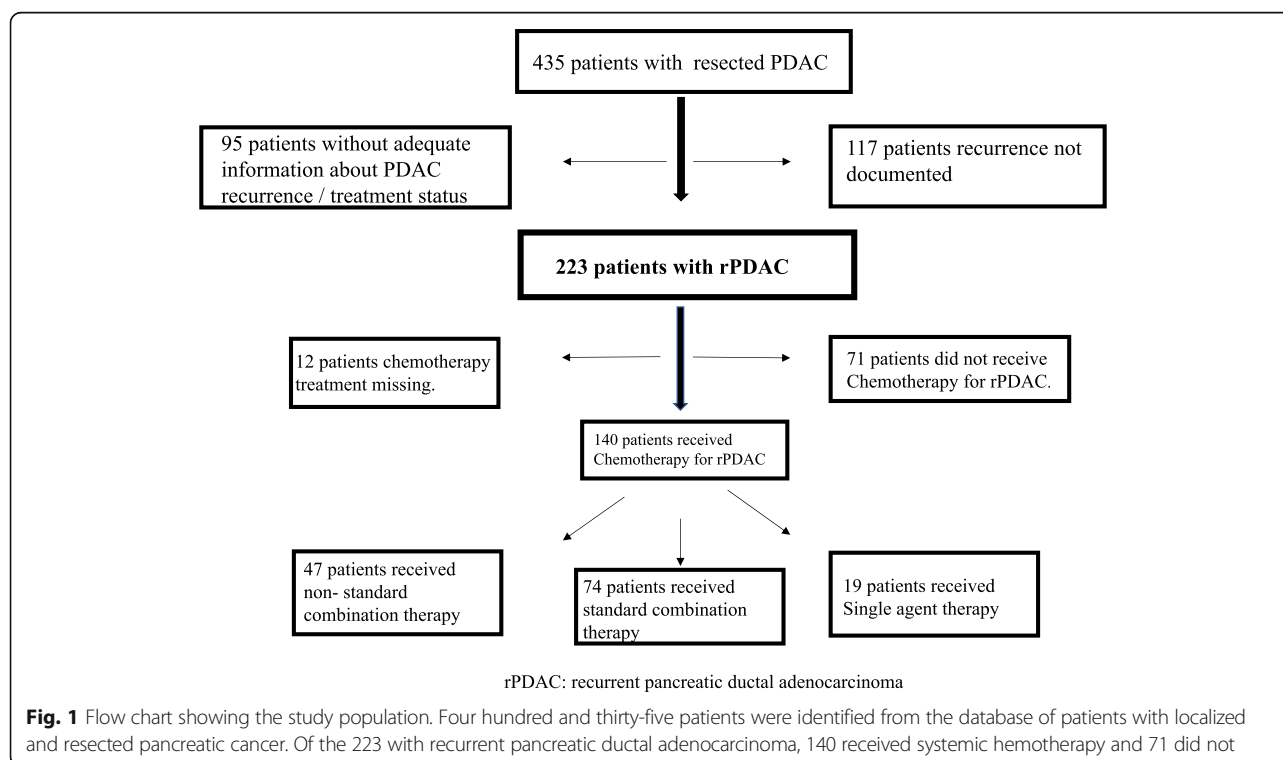 435 patients with resected PDAC
95 patients without adequate
information about PDAC
recurrence / treatment status
117 patients recurrence not
documented
223 patients with rPDAC
12 patients chemotherapy
treatment missing.
71 patients did not receive
Chemotherapy for rPDAC.
140 patients received
Chemotherapy for rPDAC
47 patients received
non- standard
combination therapy
74 patients received
standard combination
therapy
19 patients received
Single agent therapy
rPDAC: recurrent pancreatic ductal adenocarcinoma
Fig. 1 Flow chart showing the study population. Four hundred and thirty-five patients were identified from the database of patients with localized
and resected pancreatic cancer. Of the 223 with recurrent pancreatic ductal adenocarcinoma, 140 received systemic hemotherapy and 71 did not